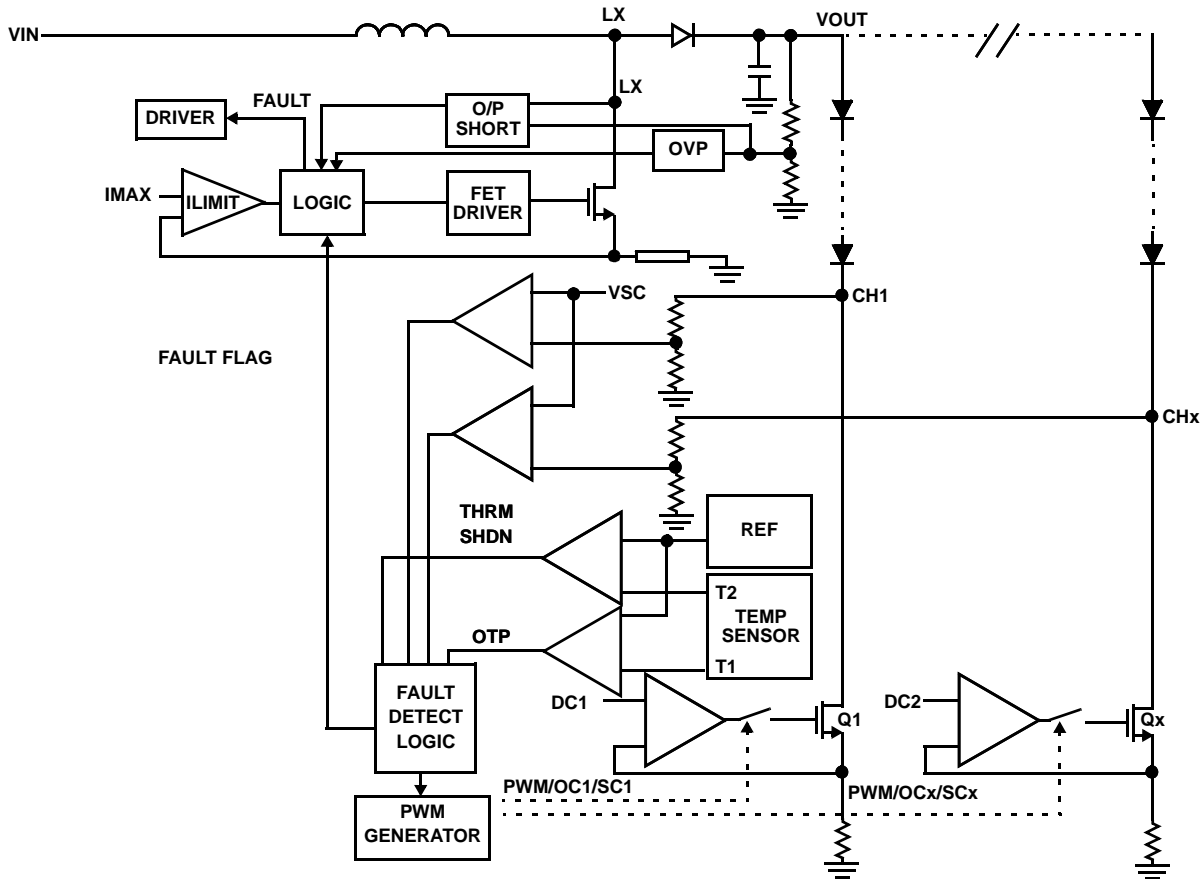 LX
VIN
VOUT
LX
FAULT
O/P
SHORT
DRIVER
OVP
IMAX
ILIMIT
LOGIC
FET
DRIVER
VSC
CH1
FAULT FLAG
CHx
THRM
SHDN
REF
T2
TEMP
SENSOR
OTP
T1
FAULT
DETECT
LOGIC
DC1
Q1
DC2
Qx
PWM/OC1/SC1
PWM/OCx/SCx
PWM
GENERATOR